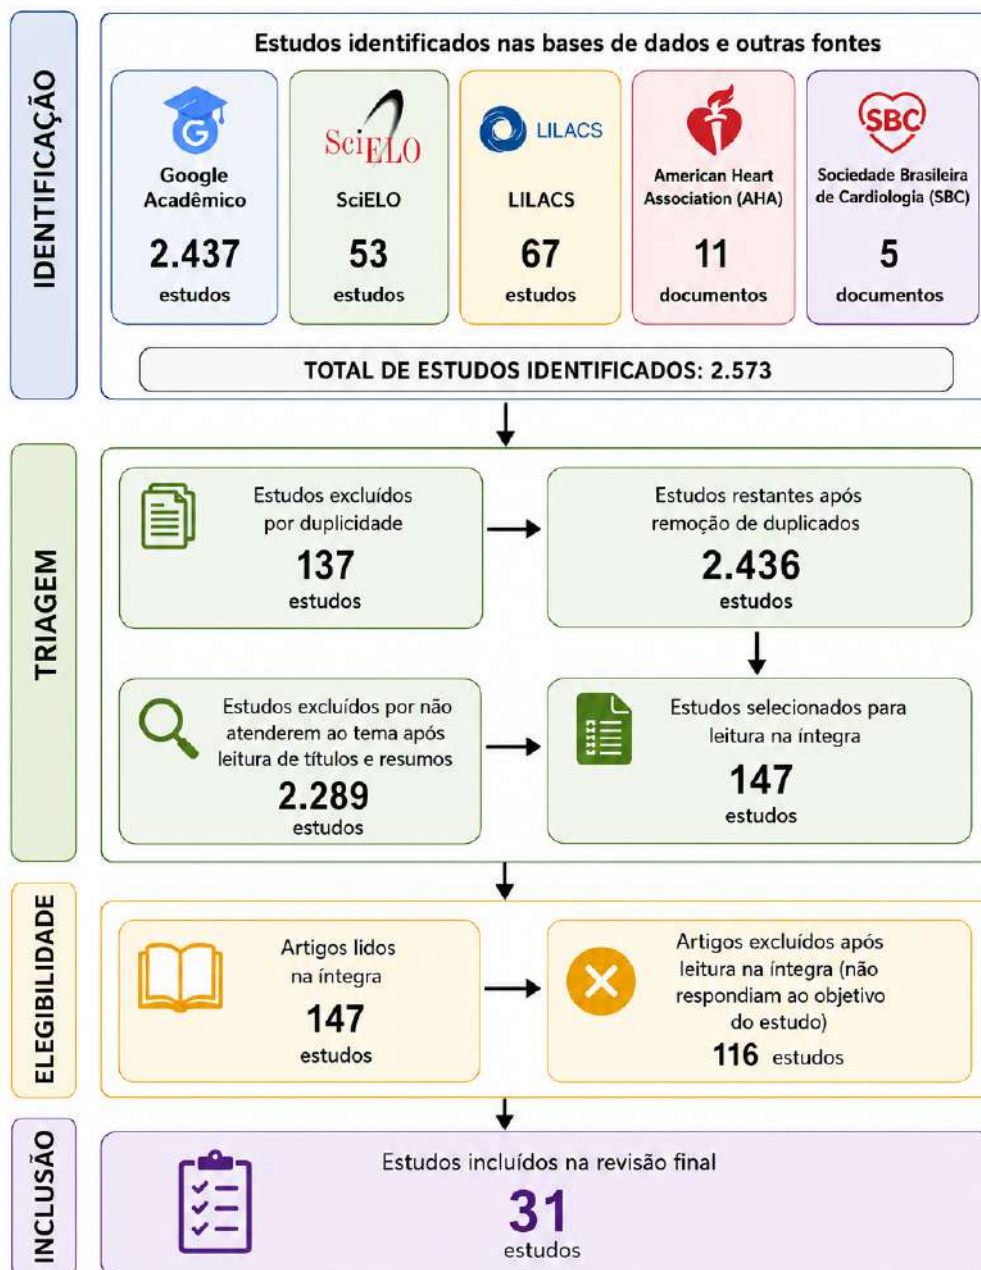 IDENTIFICAÇÃO
Estudos identificados nas bases de dados e outras fontes
G
Google
Acadêmico
2.437
estudos
SciELO
SciELO
53
estudos
LILACS
LILACS
67
estudos
American Heart
Association (AHA)
11
documentos
SBC
Sociedade Brasileira
de Cardiologia (SBC)
5
documentos
TOTAL DE ESTUDOS IDENTIFICADOS: 2.573
TRIAGEM
Estudos excluídos
por duplicidade
137
estudos
Estudos restantes após
remoção de duplicados
2.436
estudos
Estudos excluídos por não
atenderem ao tema após
leitura de títulos e resumos
2.289
estudos
Estudos selecionados para
leitura na íntegra
147
estudos
ELEGIBILIDADE
Artigos lidos
na íntegra
147
estudos
Artigos excluídos após
leitura na íntegra (não
respondiam ao objetivo
do estudo)
116 estudos
INCLUSÃO
Estudos incluídos na revisão final
31
estudos